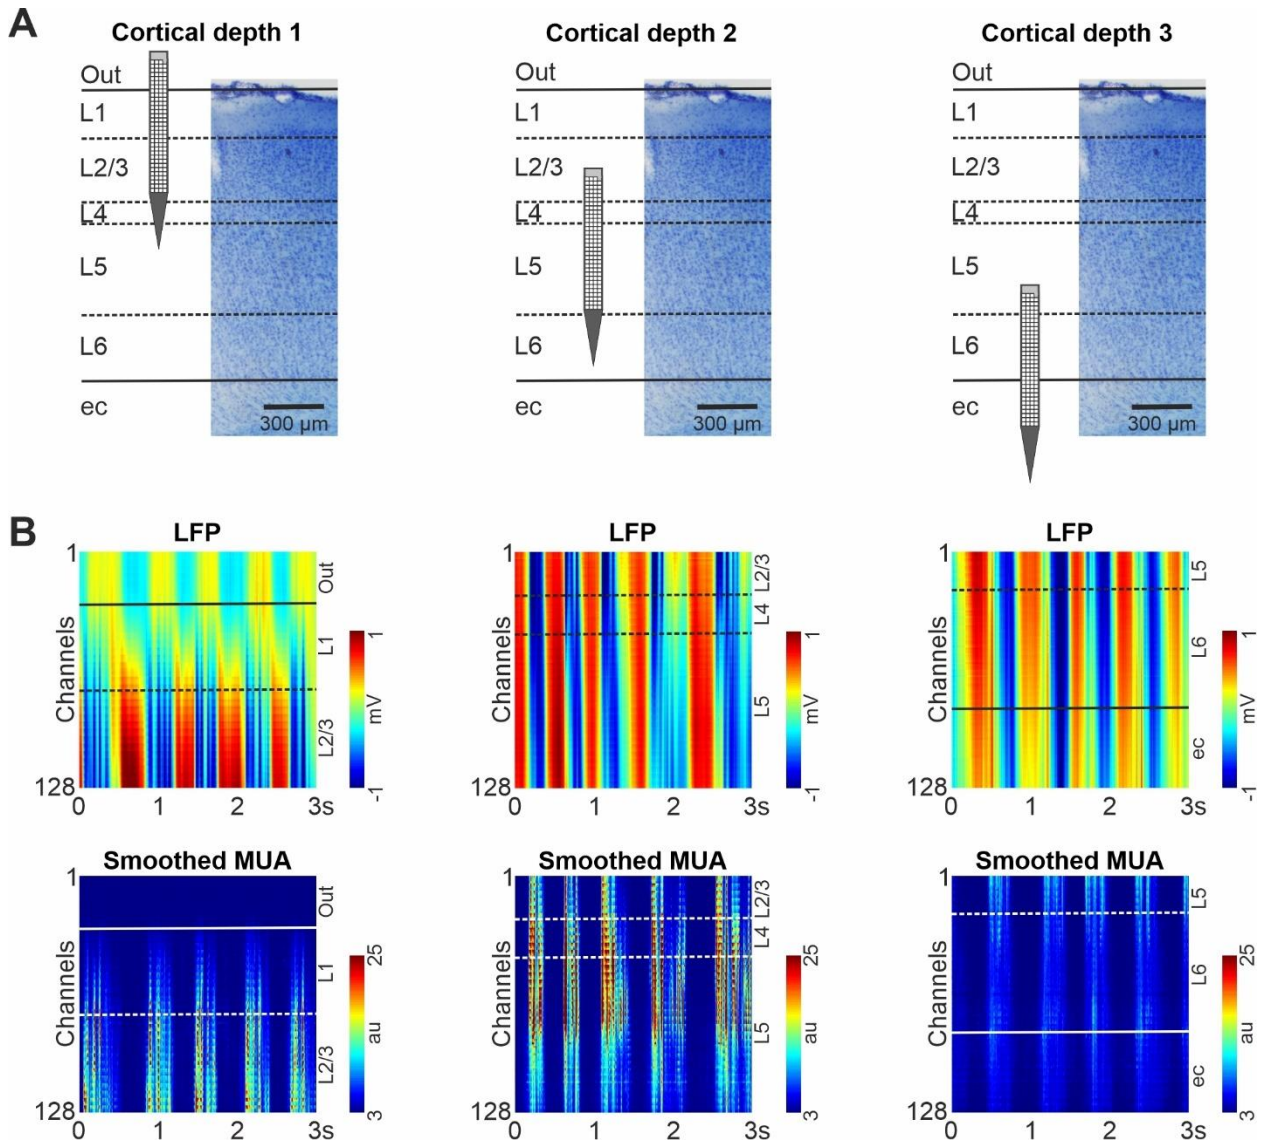 A
Cortical depth 1
Cortical depth 2
Cortical depth 3
Out
L1
L2/3
L4
L5
L6
ec
300 µm
Out
L1
L2/3
L4
L5
L6
ec
300 µm
Out
L1
L2/3
L4
L5
L6
ec
300 µm
B
LFP
1
Channels
128
0 1 2 3s
Out
L1
L2/3
1
mV
-1
LFP
1
Channels
128
0 1 2 3s
L2/3
L4
L5
1
mV
-1
LFP
1
Channels
128
0 1 2 3s
L5
L6
ec
1
mV
-1
Smoothed MUA
1
Channels
128
0 1 2 3s
Out
L1
L2/3
25
au
3
Smoothed MUA
1
Channels
128
0 1 2 3s
L2/3
L4
L5
25
au
3
Smoothed MUA
1
Channels
128
0 1 2 3s
L5
L6
ec
25
au
3